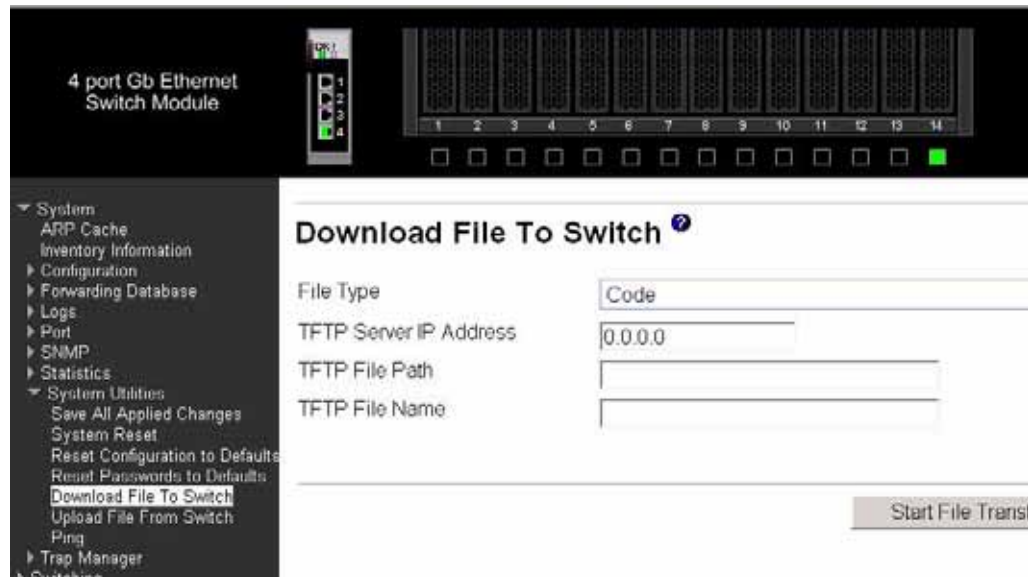 4 port Gb Ethernet
Switch Module
OK
1
2
3
4
1 2 3 4 5 6 7 8 9 10 11 12 13 14
System
ARP Cache
Inventory Information
Configuration
Forwarding Database
Logs
Port
SNMP
Statistics
System Utilities
Save All Applied Changes
System Reset
Reset Configuration to Defaults
Reset Passwords to Defaults
Download File To Switch
Upload File From Switch
Ping
Trap Manager
Switching
Download File To Switch ?
File Type Code
TFTP Server IP Address 0.0.0.0
TFTP File Path
TFTP File Name
Start File Transf